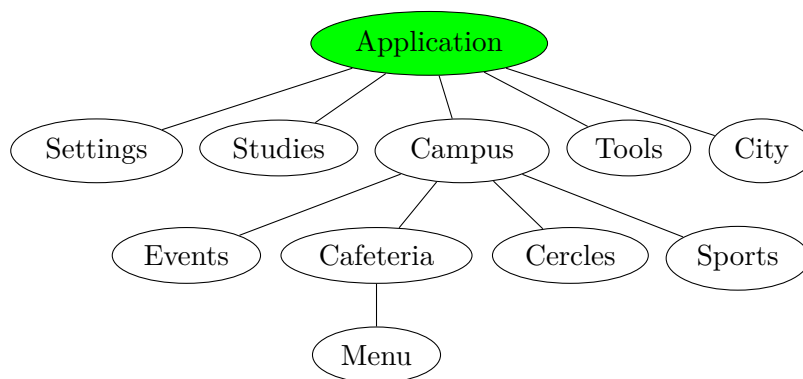 Application
Settings Studies Campus Tools City
Events Cafeteria Cercles Sports
Menu